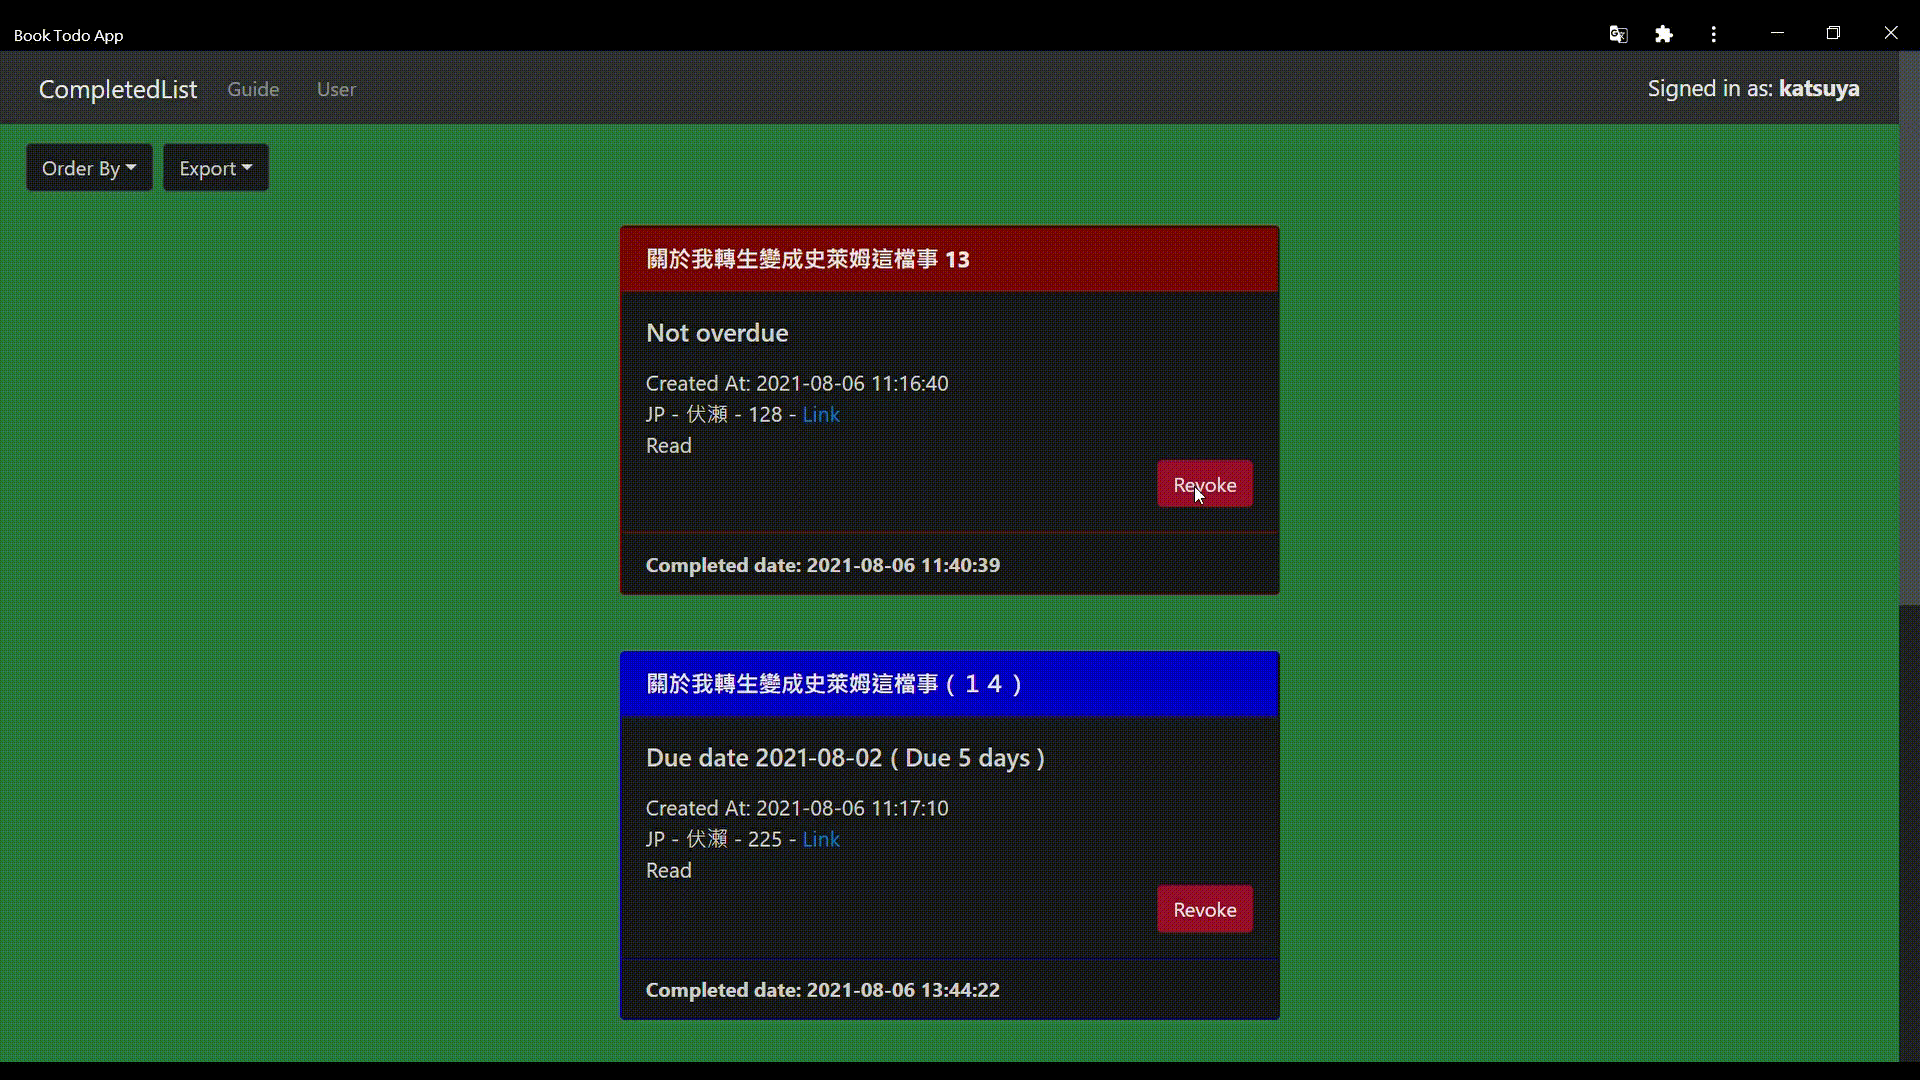 Book Todo App
CompletedList Guide User Signed in as: katsuya
Order By Export
關於我轉生變成史萊姆這檔事 13
Not overdue
Created At: 2021-08-06 11:16:40
JP - 伏瀬 - 128 - Link
Read
Revoke
Completed date: 2021-08-06 11:40:39
關於我轉生變成史萊姆這檔事 ( １４ )
Due date 2021-08-02 ( Due 5 days )
Created At: 2021-08-06 11:17:10
JP - 伏瀨 - 225 - Link
Read
Revoke
Completed date: 2021-08-06 13:44:22